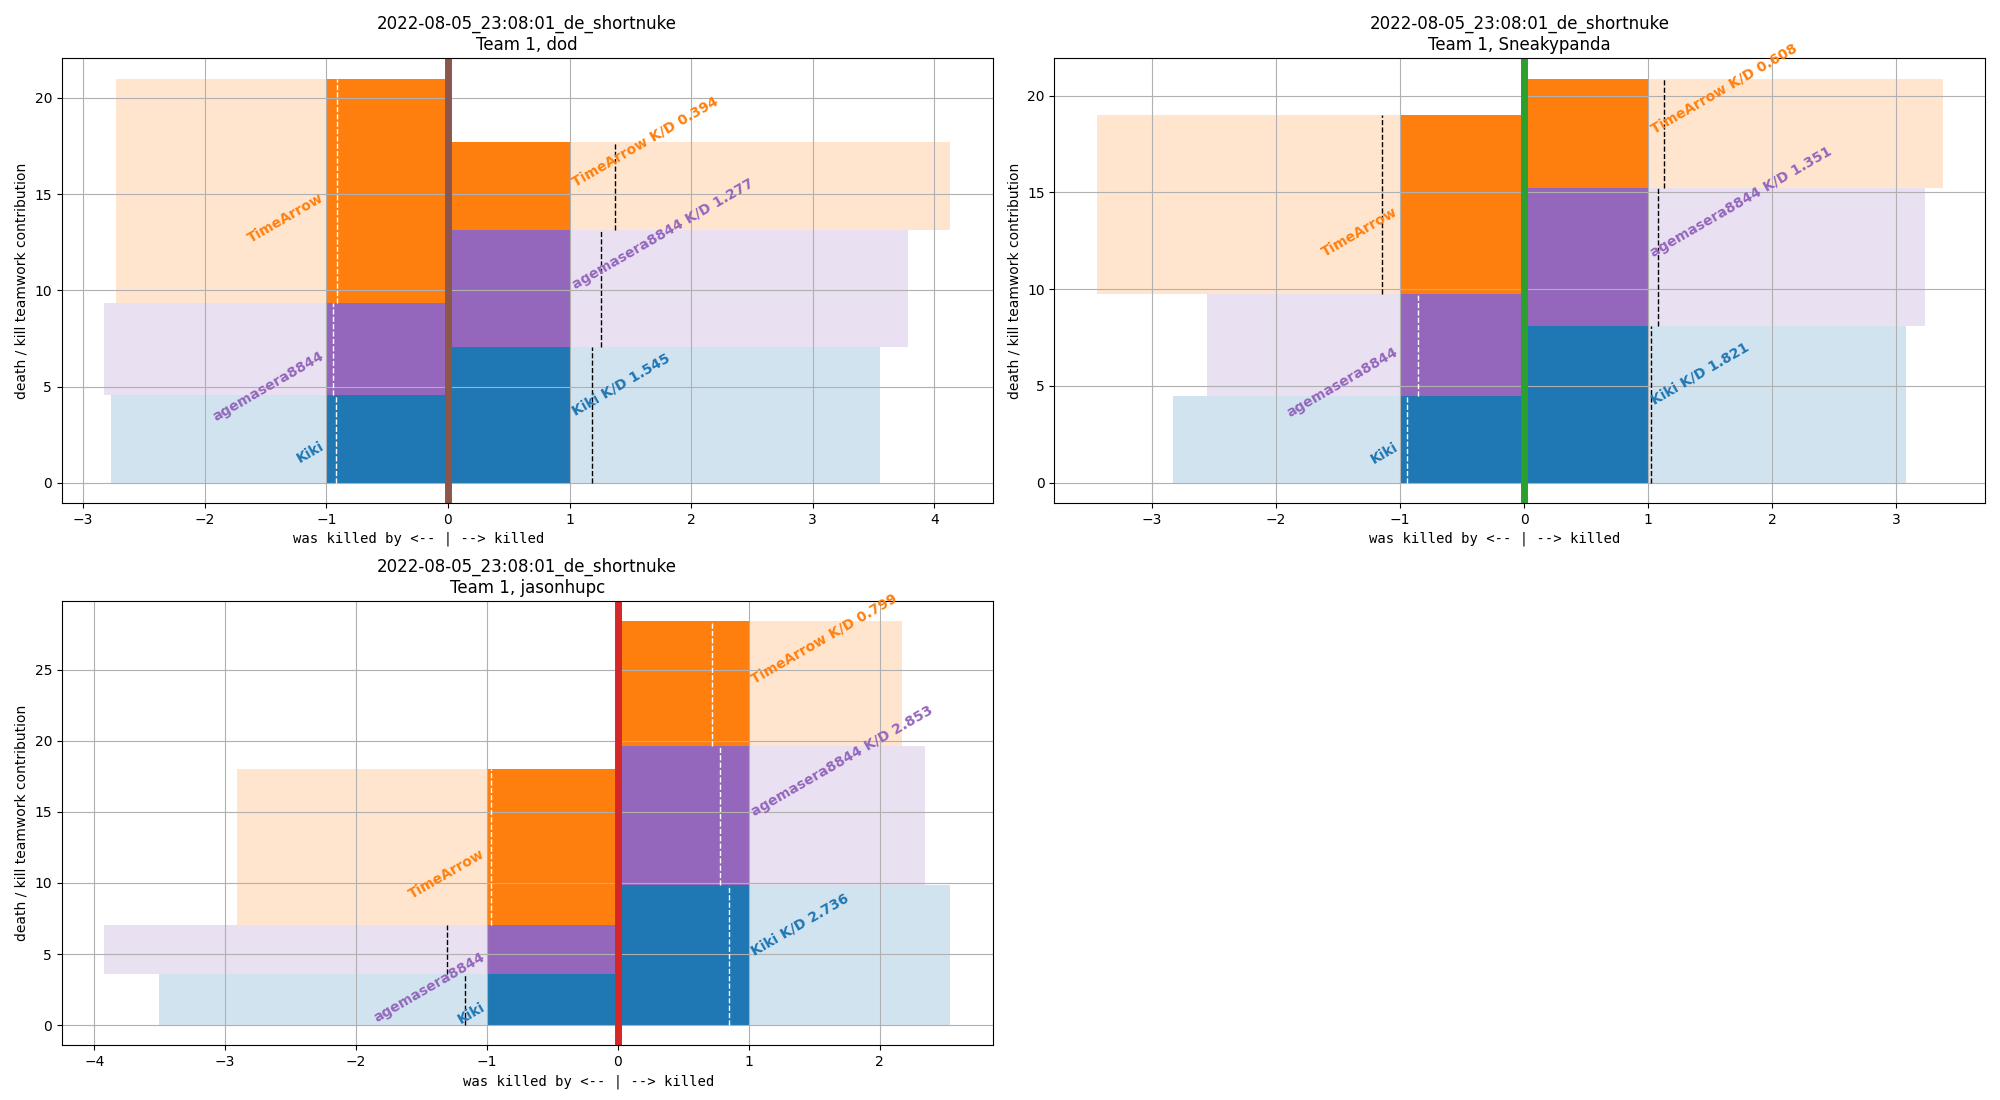 2022-08-05_23:08:01_de_shortnuke
Team 1, dod
death / kill teamwork contribution
20
15
10
5
0
TimeArrow
agemasera8844
Kiki
TimeArrow K/D 0.394
agemasera8844 K/D 1.277
Kiki K/D 1.545
−3 −2 −1 0 1 2 3 4
was killed by <-- | --> killed
2022-08-05_23:08:01_de_shortnuke
Team 1, Sneakypanda
death / kill teamwork contribution
20
15
10
5
0
TimeArrow
agemasera8844
Kiki
TimeArrow K/D 0.608
agemasera8844 K/D 1.351
Kiki K/D 1.821
−3 −2 −1 0 1 2 3
was killed by <-- | --> killed
2022-08-05_23:08:01_de_shortnuke
Team 1, jasonhupc
death / kill teamwork contribution
25
20
15
10
5
0
TimeArrow
agemasera8844
Kiki
TimeArrow K/D 0.799
agemasera8844 K/D 2.853
Kiki K/D 2.736
−4 −3 −2 −1 0 1 2
was killed by <-- | --> killed